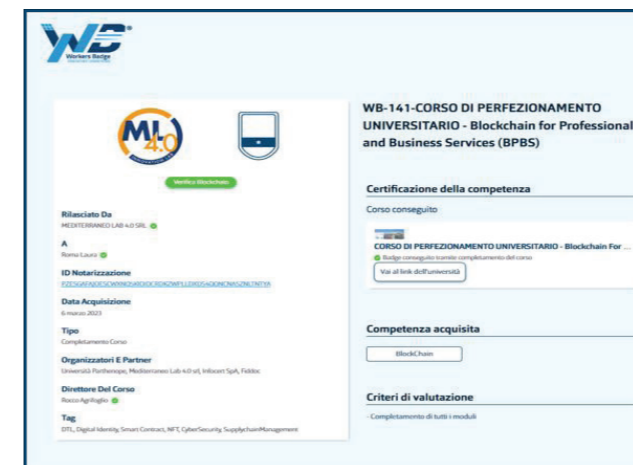 WB
Workers Badge
ML
4.0
Verifica Blockchain
Rilasciato Da
MEDITERRANEO LAB 4.0 SRL
A
Romo Laura
ID Notarizzazione
Data Acquisizione
6 marzo 2023
Tipo
Completamento Corso
Organizzatori E Partner
Università Parthenope, Mediterraneo Lab 4.0 srl, Infocert SpA, Fiddoc
Direttore Del Corso
Rocco Agrifoglio
Tag
DTL, Digital Identity, Smart Contract, NFT, CyberSecurity, SupplychainManagement
WB-141-CORSO DI PERFEZIONAMENTO
UNIVERSITARIO - Blockchain for Professional
and Business Services (BPBS)
Certificazione della competenza
Corso conseguito
CORSO DI PERFEZIONAMENTO UNIVERSITARIO - Blockchain For ...
Badge conseguito tramite completamento del corso
Vai al link dell'università
Competenza acquisita
BlockChain
Criteri di valutazione
- Completamento di tutti i moduli